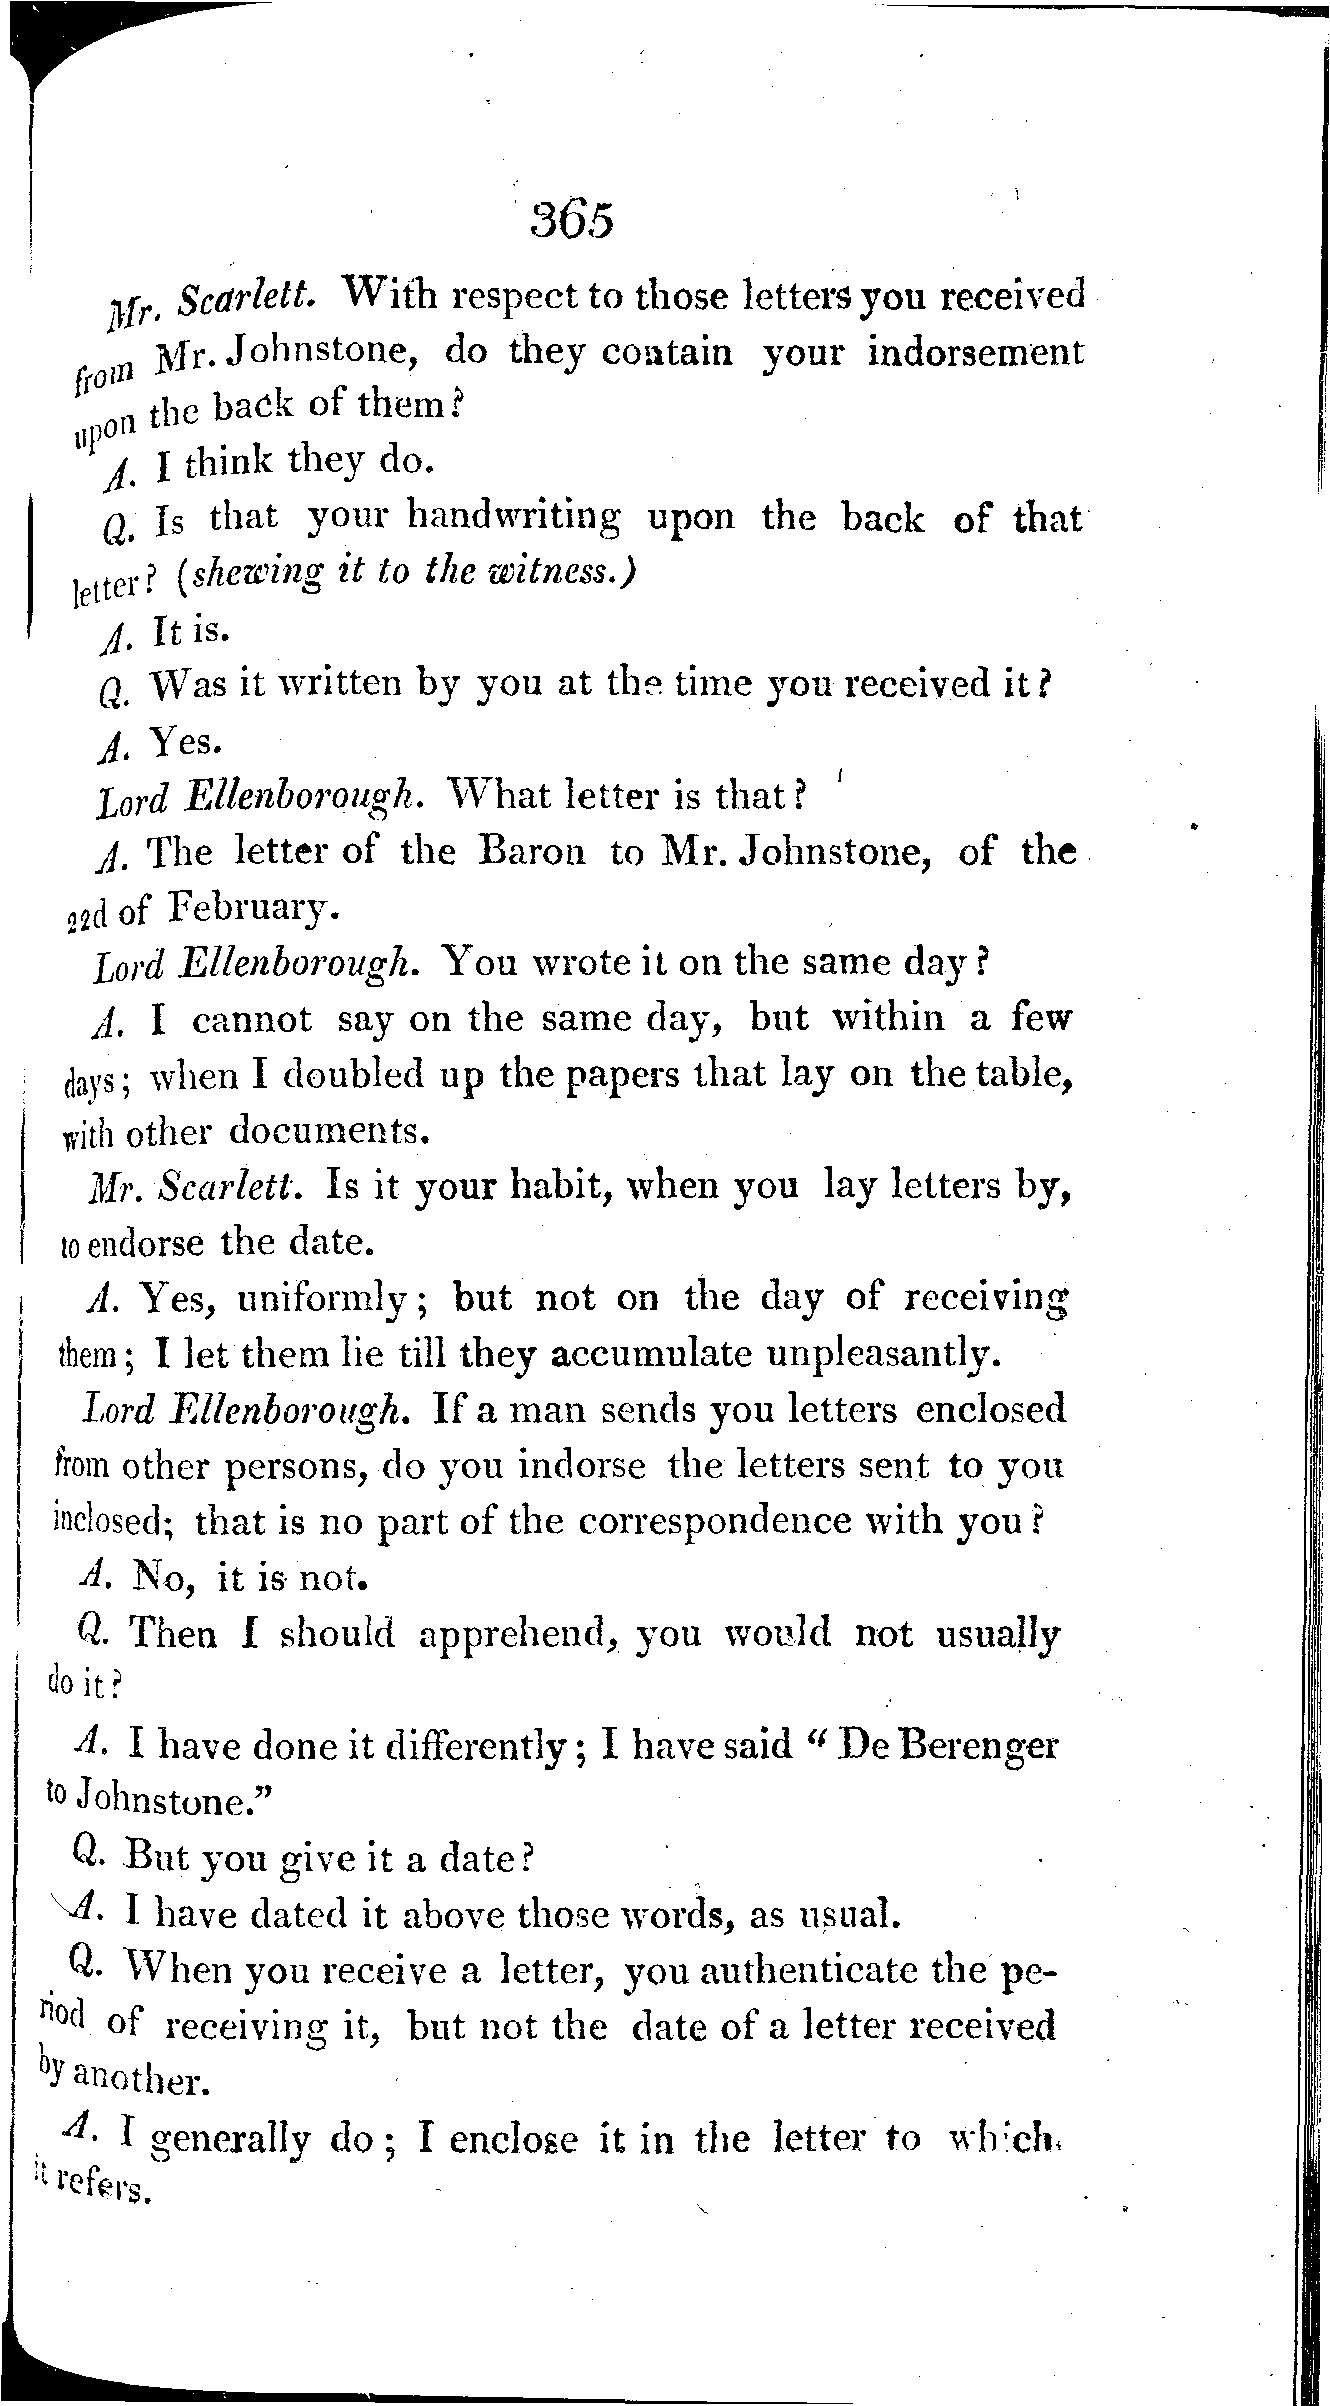 365
Mr. Scarlett. With respect to those letters you received
from Mr. Johnstone, do they contain your indorsement
upon the back of them?
A. I think they do.
Q. Is that your handwriting upon the back of that
letter? (shewing it to the witness.)
A. It is.
Q. Was it written by you at the time you received it?
A. Yes.
Lord Ellenborough. What letter is that?
A. The letter of the Baron to Mr. Johnstone, of the
22d of February.
Lord Ellenborough. You wrote it on the same day?
A. I cannot say on the same day, but within a few
days; when I doubled up the papers that lay on the table,
with other documents.
Mr. Scarlett. Is it your habit, when you lay letters by,
to endorse the date.
A. Yes, uniformly; but not on the day of receiving
them; I let them lie till they accumulate unpleasantly.
Lord Ellenborough. If a man sends you letters enclosed
from other persons, do you indorse the letters sent to you
inclosed; that is no part of the correspondence with you?
A. No, it is not.
Q. Then I should apprehend, you would not usually
do it?
A. I have done it differently; I have said “ De Berenger
to Johnstone.”
Q. But you give it a date?
A. I have dated it above those words, as usual.
Q. When you receive a letter, you authenticate the pe-
riod of receiving it, but not the date of a letter received
by another.
A. I generally do; I enclose it in the letter to which
it refers.